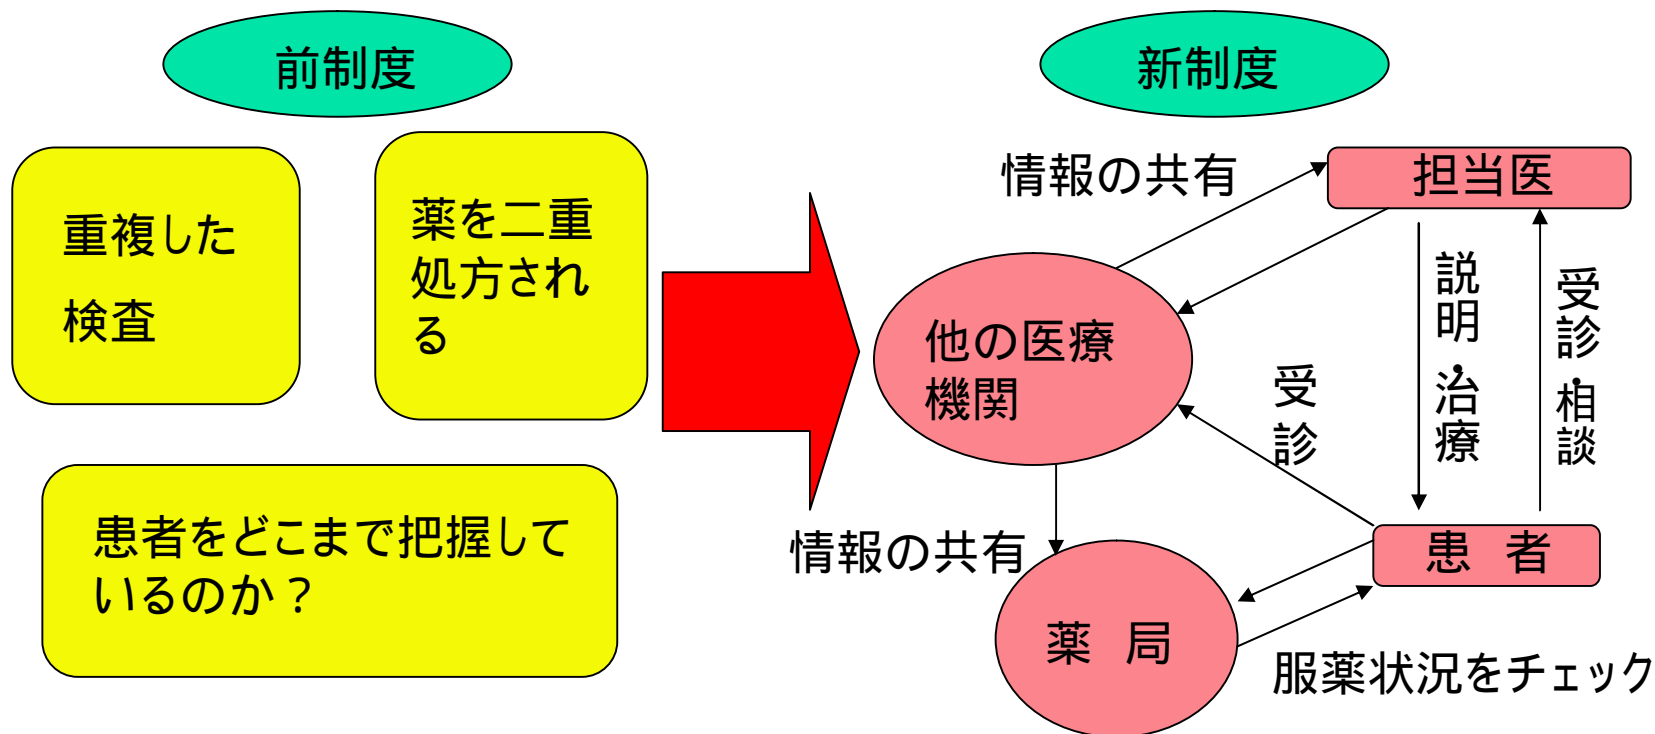 前制度
重複した
検査
薬を二重
処方され
る
患者をどこまで把握して
いるのか？
新制度
情報の共有
担当医
他の医療
機関
説明・治療
受診・相談
受診
情報の共有
患 者
薬 局
服薬状況をチェック